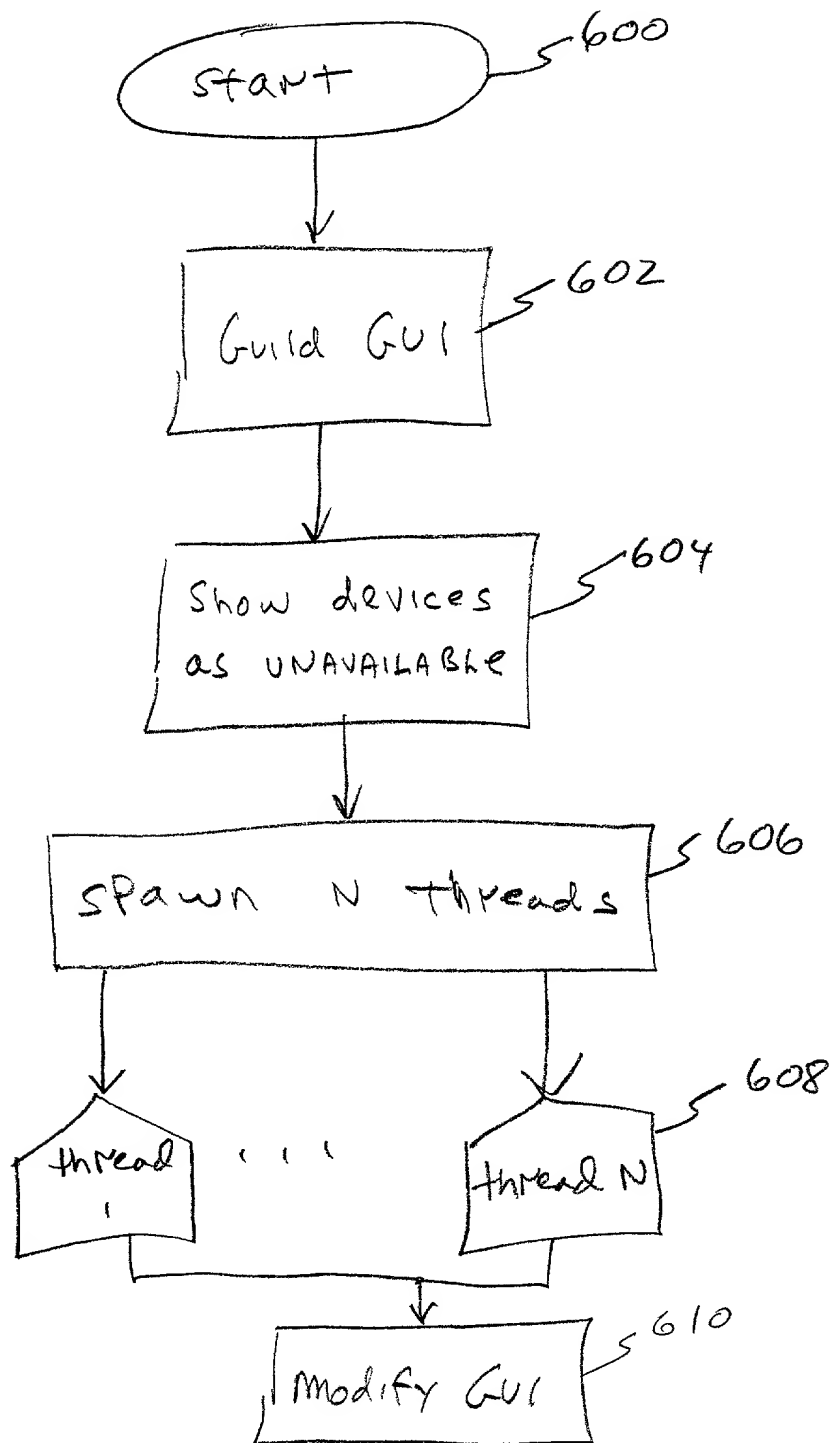 start
600
Guild GUI
602
Show devices
as UNAVAILABLE
604
spawn N threads
606
thread
1
...
thread N
608
modify GUI
610